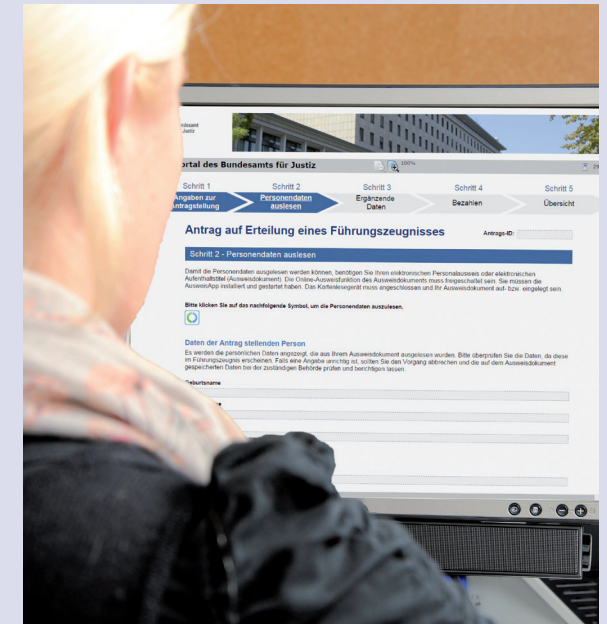 Portal des Bundesamts für Justiz
100%
Schritt 1 Schritt 2 Schritt 3 Schritt 4 Schritt 5
Angaben zur Antragstellung
Personendaten auslesen
Ergänzende Daten
Bezahlen
Übersicht
Antrag auf Erteilung eines Führungszeugnisses
Antrags-ID:
Schritt 2 - Personendaten auslesen
Damit die Personendaten ausgelesen werden können, benötigen Sie Ihren elektronischen Personalausweis oder elektronischen
Aufenthaltstitel (Ausweisdokument). Die Online-Ausweisfunktion des Ausweisdokuments muss freigeschaltet sein. Sie müssen die
AusweisApp installiert und gestartet haben. Das Kartenlesegerät muss angeschlossen und Ihr Ausweisdokument auf- bzw. eingelegt sein.
Bitte klicken Sie auf das nachfolgende Symbol, um die Personendaten auszulesen.
Daten der Antrag stellenden Person
Es werden die persönlichen Daten angezeigt, die aus Ihrem Ausweisdokument ausgelesen wurden. Bitte überprüfen Sie die Daten, da diese
im Führungszeugnis erscheinen. Falls eine Angabe unrichtig ist, sollten Sie den Vorgang abbrechen und die auf dem Ausweisdokument
gespeicherten Daten bei der zuständigen Behörde prüfen und berichtigen lassen.
Geburtsname